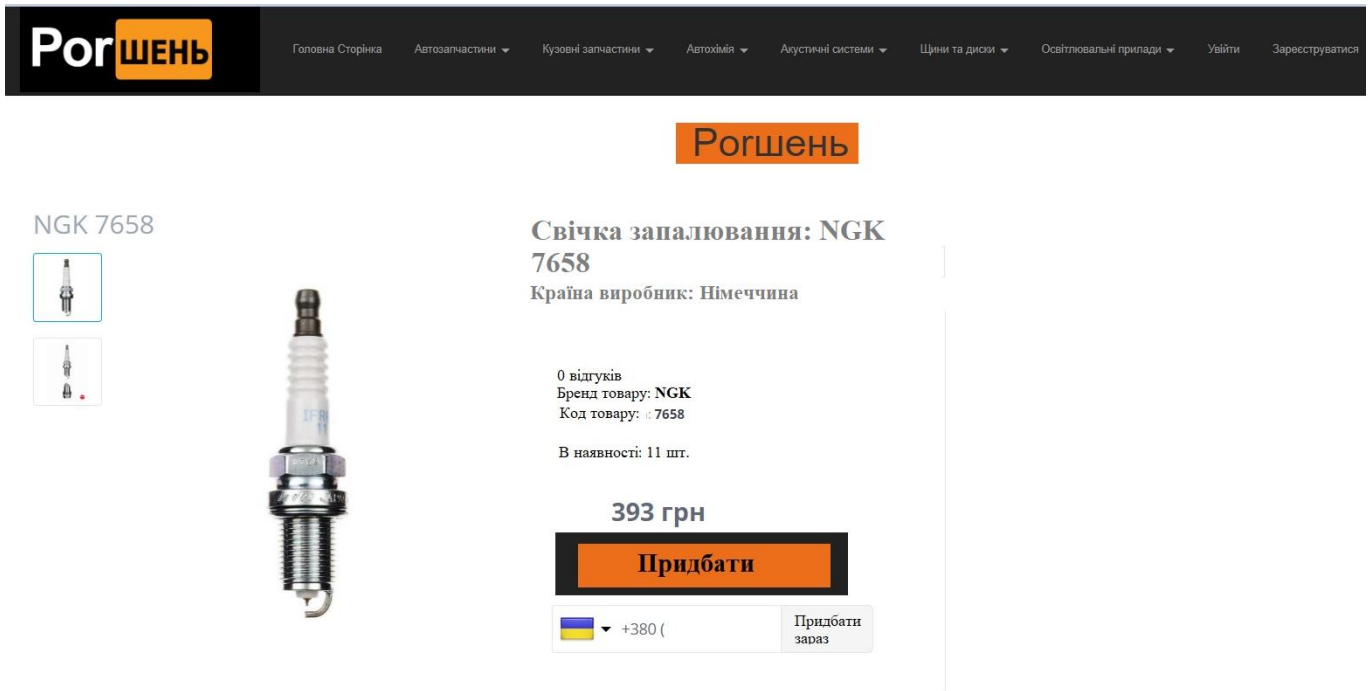 Porшень
Головна Сторінка Автозапчастини Кузовні запчастини Автохімія Акустичні системи Щини та диски Освітлювальні прилади Увійти Зареєструватися
Porшень
NGK 7658
Свічка запалювання: NGK
7658
Країна виробник: Німеччина
0 відгуків
Бренд товару: NGK
Код товару: 7658
В наявності: 11 шт.
393 грн
Придбати
+380 (
Придбати
зараз